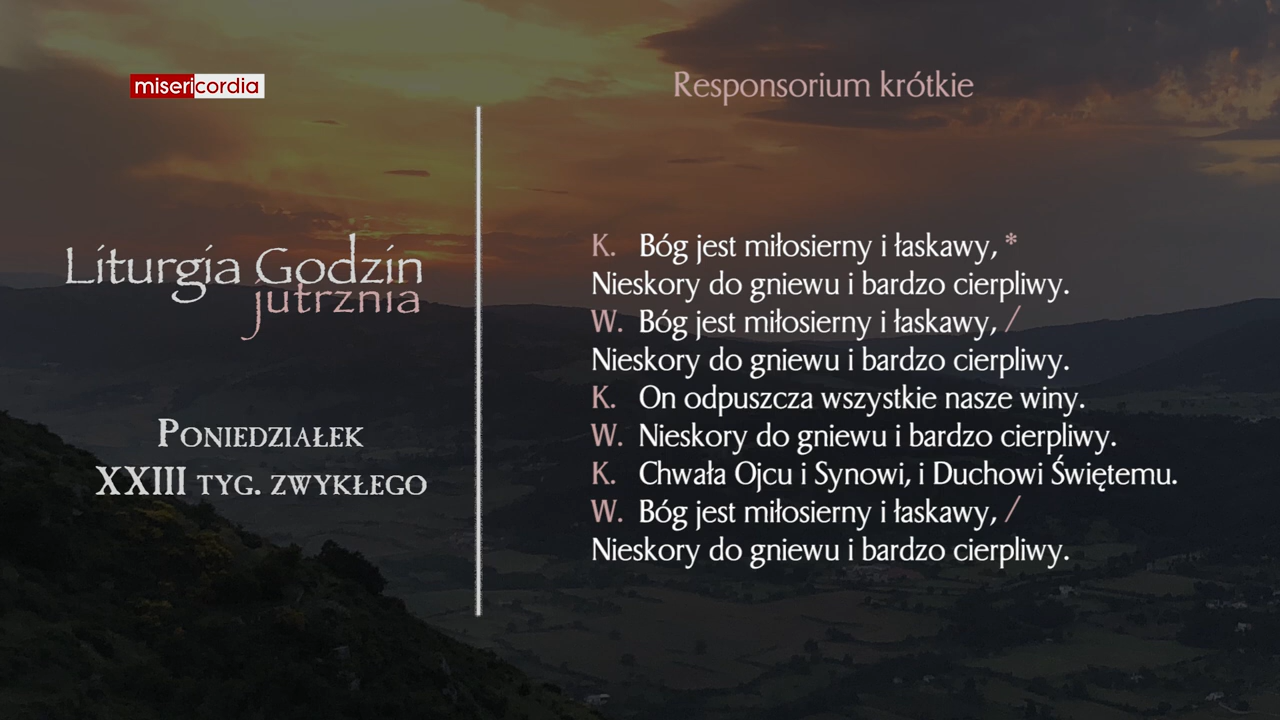 misericordia
Liturgia Godzin
jutrznia
Poniedziałek
XXIII tyg. zwykłego
Responsorium krótkie
K. Bóg jest miłosierny i łaskawy, *
Nieskory do gniewu i bardzo cierpliwy.
W. Bóg jest miłosierny i łaskawy, /
Nieskory do gniewu i bardzo cierpliwy.
K. On odpuszcza wszystkie nasze winy.
W. Nieskory do gniewu i bardzo cierpliwy.
K. Chwała Ojcu i Synowi, i Duchowi Świętemu.
W. Bóg jest miłosierny i łaskawy, /
Nieskory do gniewu i bardzo cierpliwy.